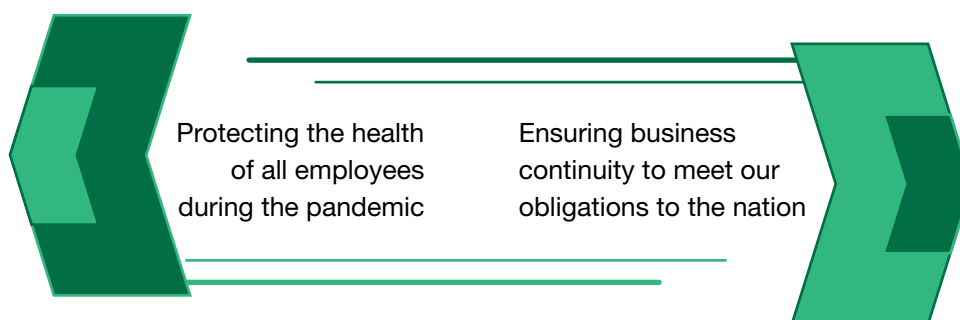 Protecting the health
of all employees
during the pandemic
Ensuring business
continuity to meet our
obligations to the nation